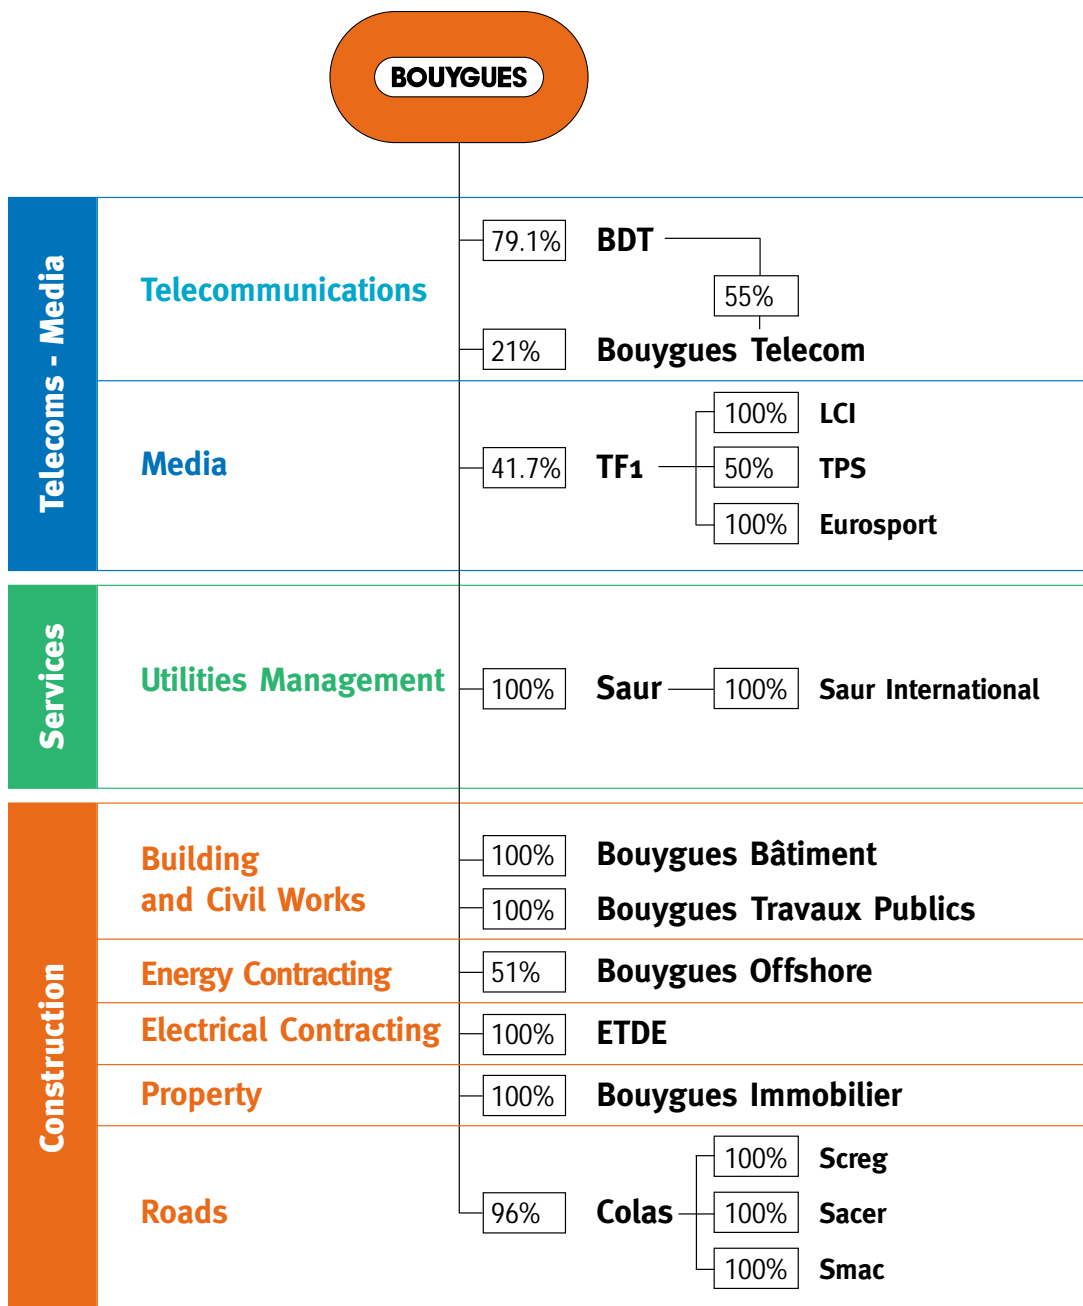 BOUYGUES
Telecoms - Media
Telecommunications
79.1% BDT
55%
21% Bouygues Telecom
Media
41.7% TF1
100% LCI
50% TPS
100% Eurosport
Services
Utilities Management
100% Saur
100% Saur International
Construction
Building
and Civil Works
100% Bouygues Bâtiment
100% Bouygues Travaux Publics
Energy Contracting
51% Bouygues Offshore
Electrical Contracting
100% ETDE
Property
100% Bouygues Immobilier
Roads
96% Colas
100% Screg
100% Sacer
100% Smac